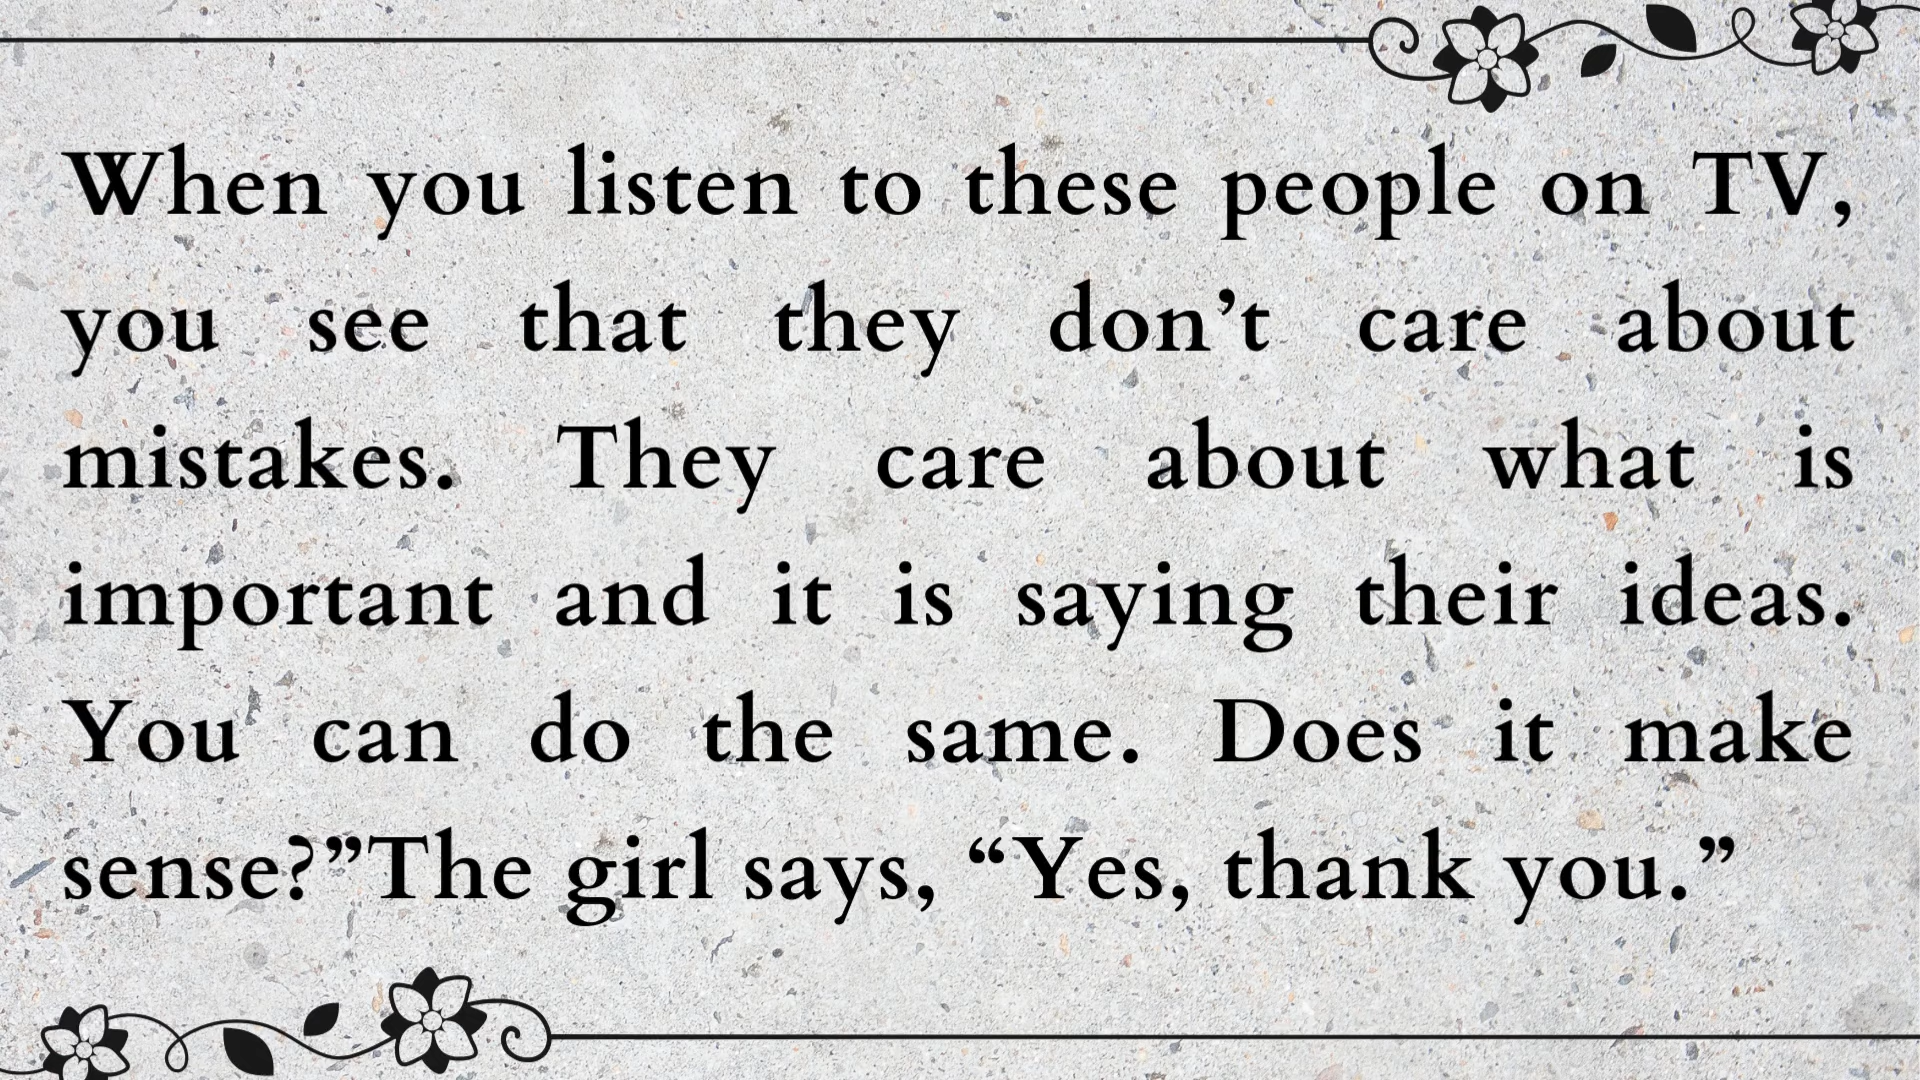 When you listen to these people on TV,
you see that they don’t care about
mistakes. They care about what is
important and it is saying their ideas.
You can do the same. Does it make
sense?”The girl says, “Yes, thank you.”